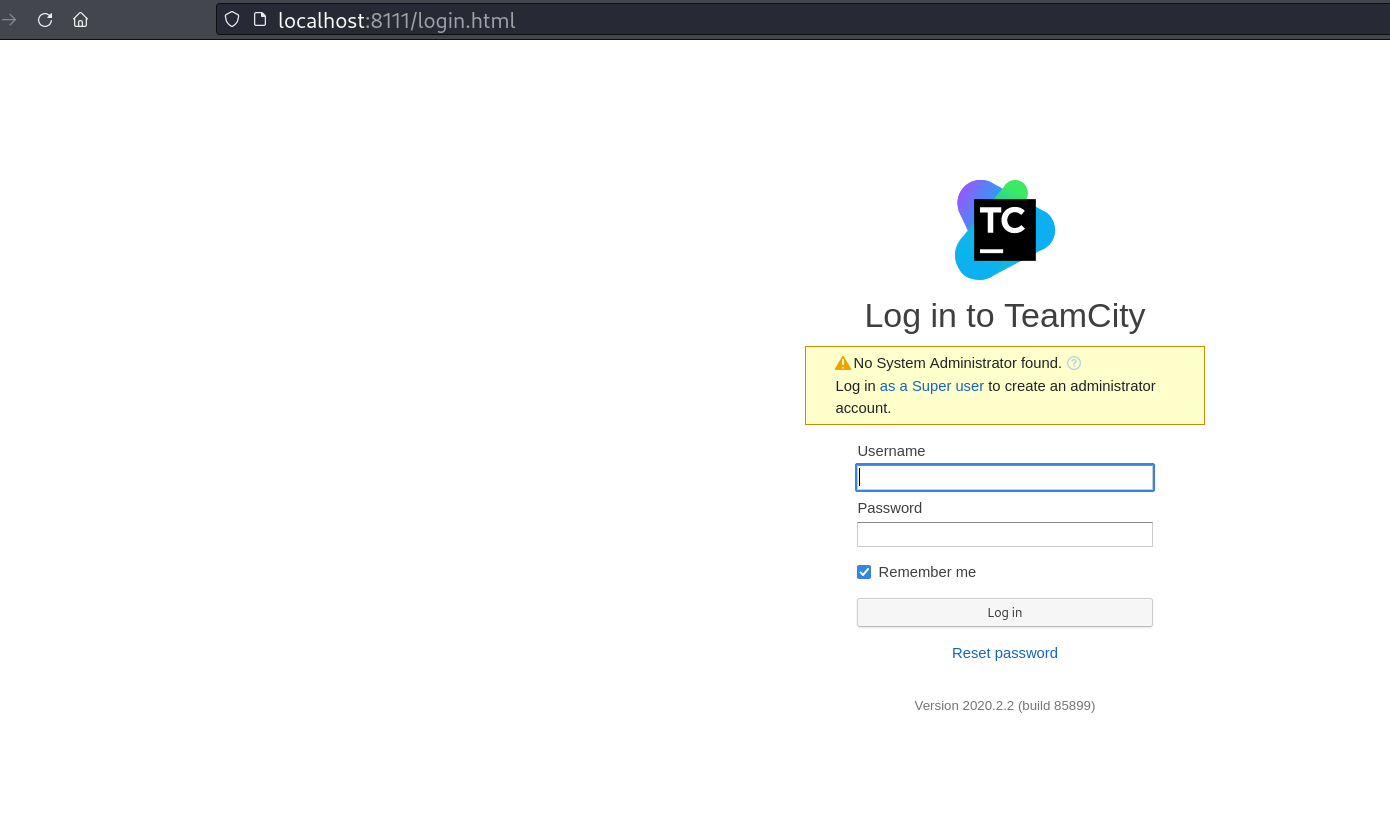 localhost:8111/login.html
TC
Log in to TeamCity
No System Administrator found.
Log in as a Super user to create an administrator
account.
Username
Password
Remember me
Log in
Reset password
Version 2020.2.2 (build 85899)